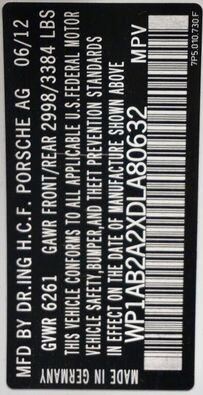 MFD BY DR.ING H.C.F. PORSCHE AG 06/12
GVWR 6261 GAWR FRONT/REAR 2998/3384 LBS
THIS VEHICLE CONFORMS TO ALL APPLICABLE U.S.FEDERAL MOTOR
VEHICLE SAFETY,BUMPER,AND THEFT PREVENTION STANDARDS
IN EFFECT ON THE DATE OF MANUFACTURE SHOWN ABOVE
WP1AB2A2XDLA80632 MPV
MADE IN GERMANY
7P5.010.730.F